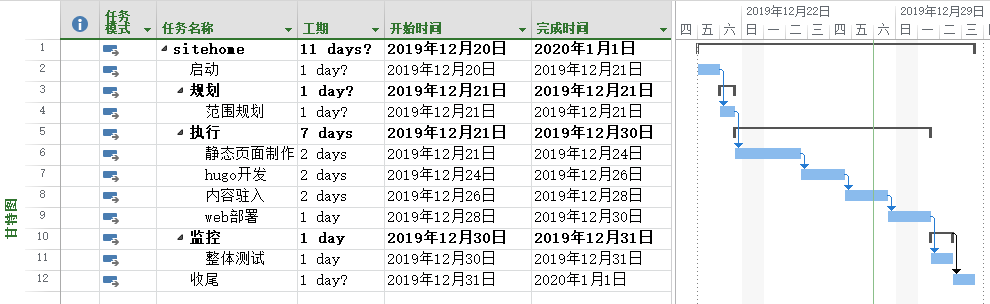 任务模式 任务名称 工期 开始时间 完成时间 2019年12月22日 2019年12月29日
四 五 六 日 一 二 三 四 五 六 日 一 二 三
1 sitehome 11 days? 2019年12月20日 2020年1月1日
2 启动 1 day? 2019年12月20日 2019年12月21日
3 规划 1 day? 2019年12月21日 2019年12月21日
4 范围规划 1 day? 2019年12月21日 2019年12月21日
5 执行 7 days 2019年12月21日 2019年12月30日
6 静态页面制作 2 days 2019年12月21日 2019年12月24日
7 hugo开发 2 days 2019年12月24日 2019年12月26日
8 内容驻入 2 days 2019年12月26日 2019年12月28日
9 web部署 1 day 2019年12月28日 2019年12月30日
10 监控 1 day 2019年12月30日 2019年12月31日
11 整体测试 1 day 2019年12月30日 2019年12月31日
12 收尾 1 day? 2019年12月31日 2020年1月1日
甘特图